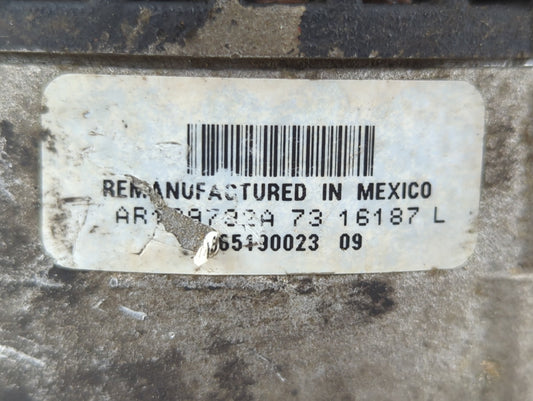 REMANUFACTURED IN MEXICO
73 16187 L
09